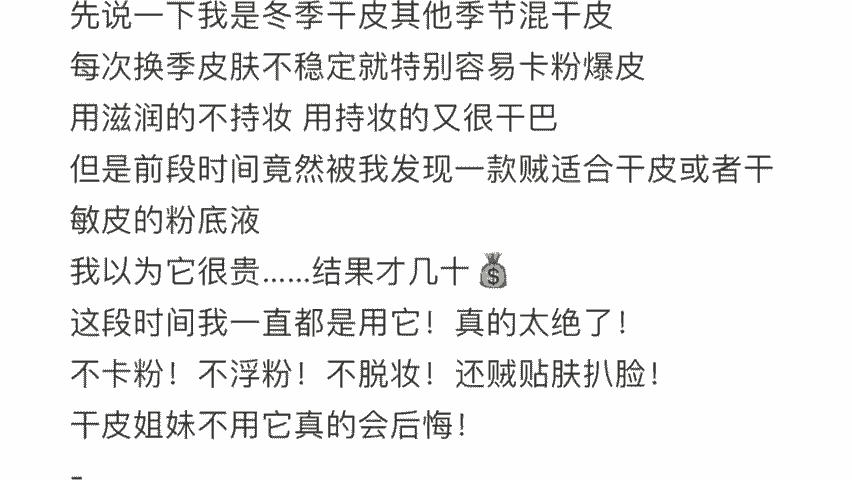 先说一下我是冬季干皮其他季节混干皮
每次换季皮肤不稳定就特别容易卡粉爆皮
用滋润的不持妆 用持妆的又很干巴
但是前段时间竟然被我发现一款贼适合干皮或者干
敏皮的粉底液
我以为它很贵……结果才几十💰
这段时间我一直都是用它！真的太绝了！
不卡粉！不浮粉！不脱妆！还贼贴肤扒脸！
干皮姐妹不用它真的会后悔！
-